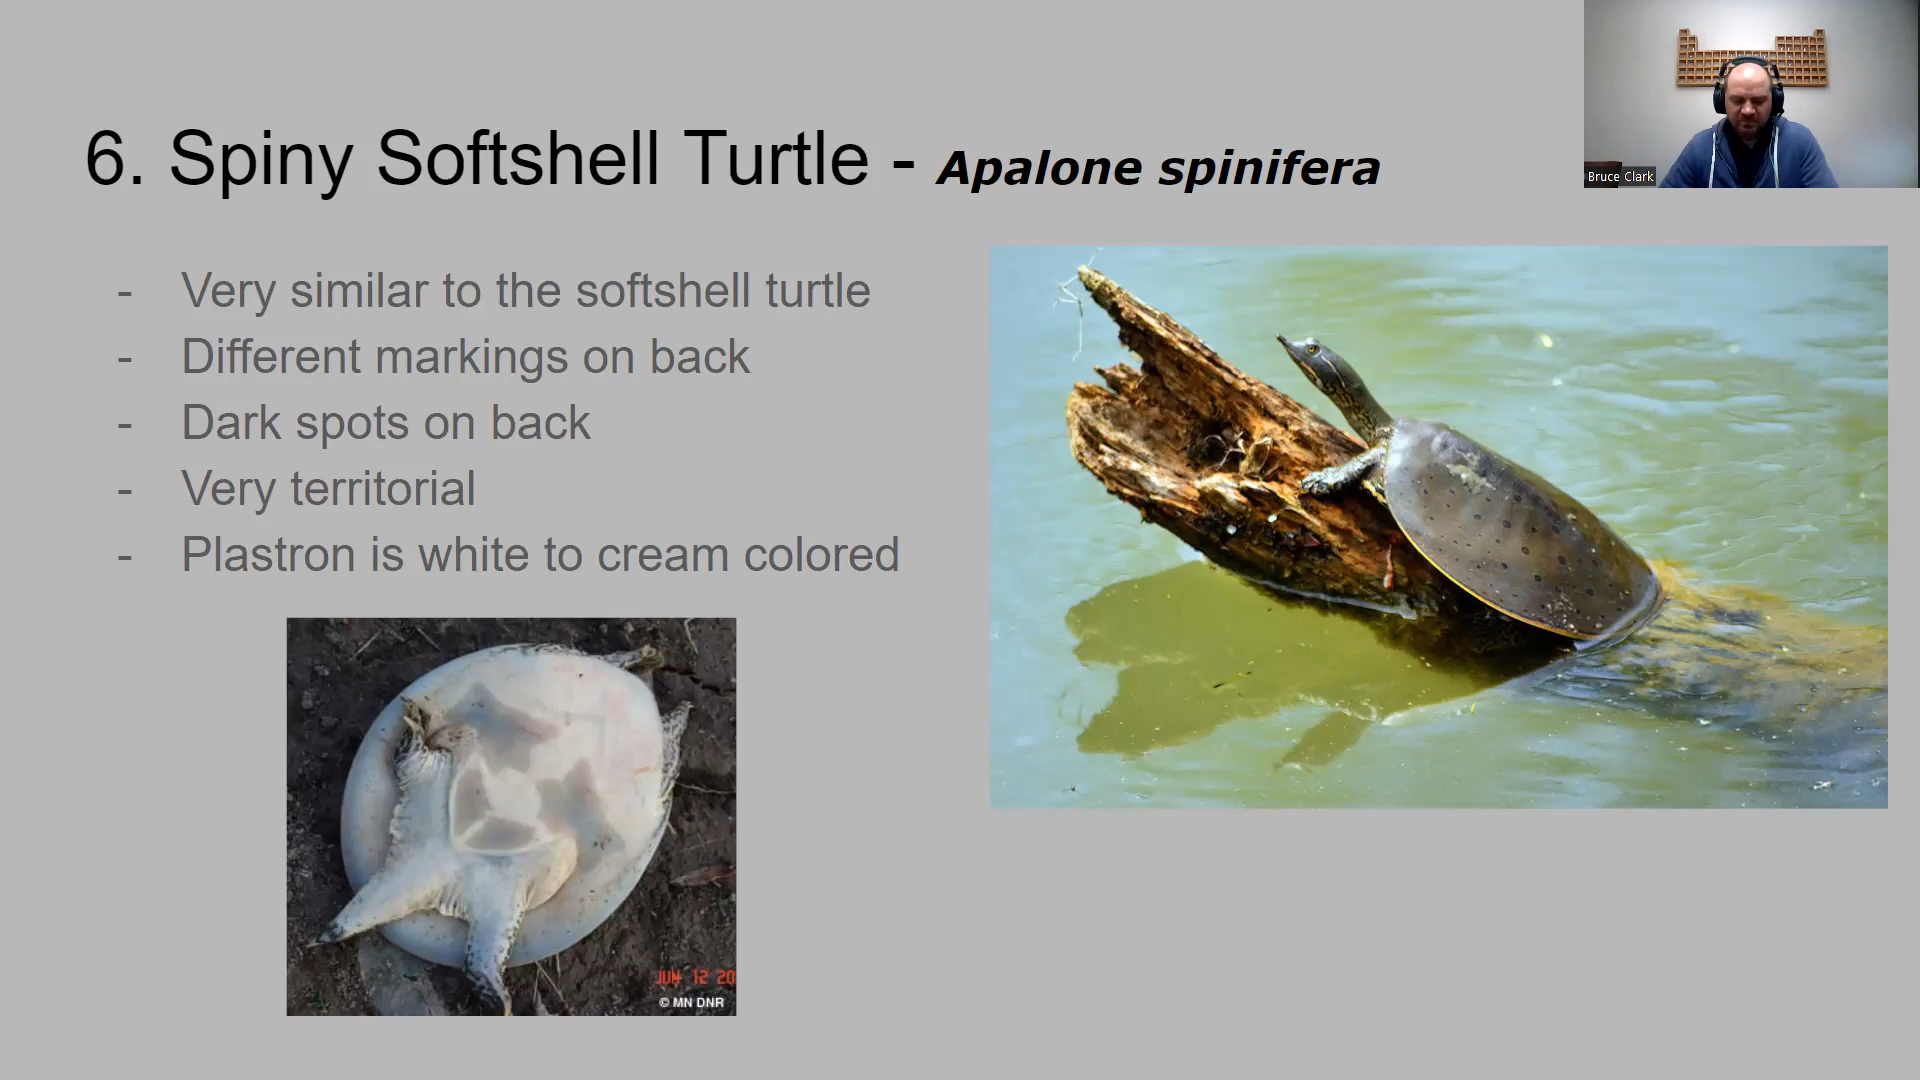 6. Spiny Softshell Turtle - Apalone spinifera
Bruce Clark
- Very similar to the softshell turtle
- Different markings on back
- Dark spots on back
- Very territorial
- Plastron is white to cream colored
JUN 12 20
© MN DNR